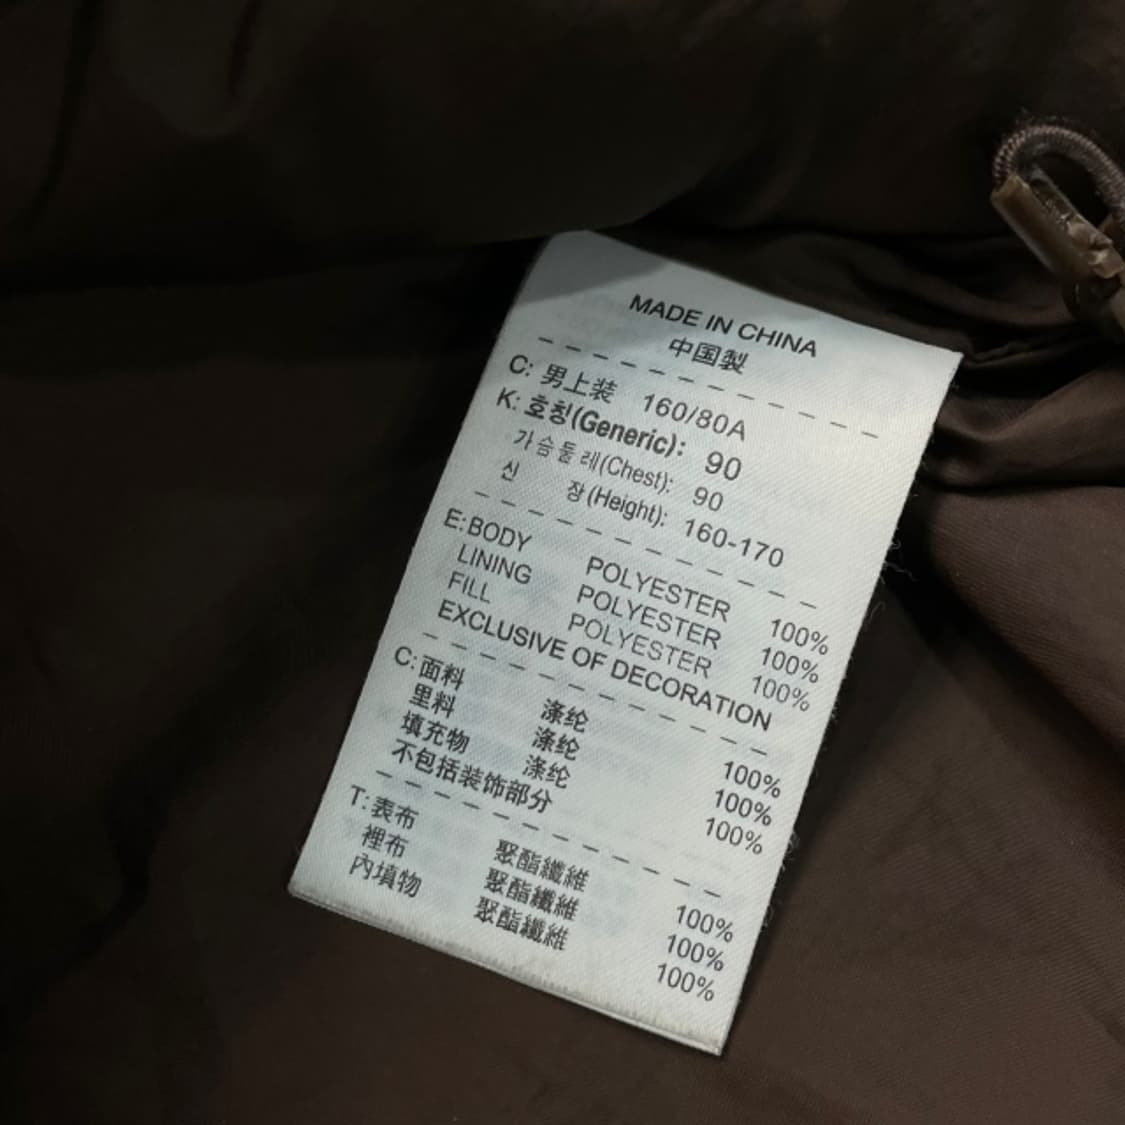 MADE IN CHINA
中国製
C: 男上装 160/80A
K: 호칭(Generic): 90
가슴둘레(Chest): 90
신 장(Height): 160-170
E: BODY POLYESTER 100%
LINING POLYESTER 100%
FILL POLYESTER 100%
EXCLUSIVE OF DECORATION
C: 面料 涤纶 100%
里料 涤纶 100%
填充物 涤纶 100%
不包括装饰部分
T: 表布 聚酯纖維 100%
裡布 聚酯纖維 100%
內填物 聚酯纖維 100%